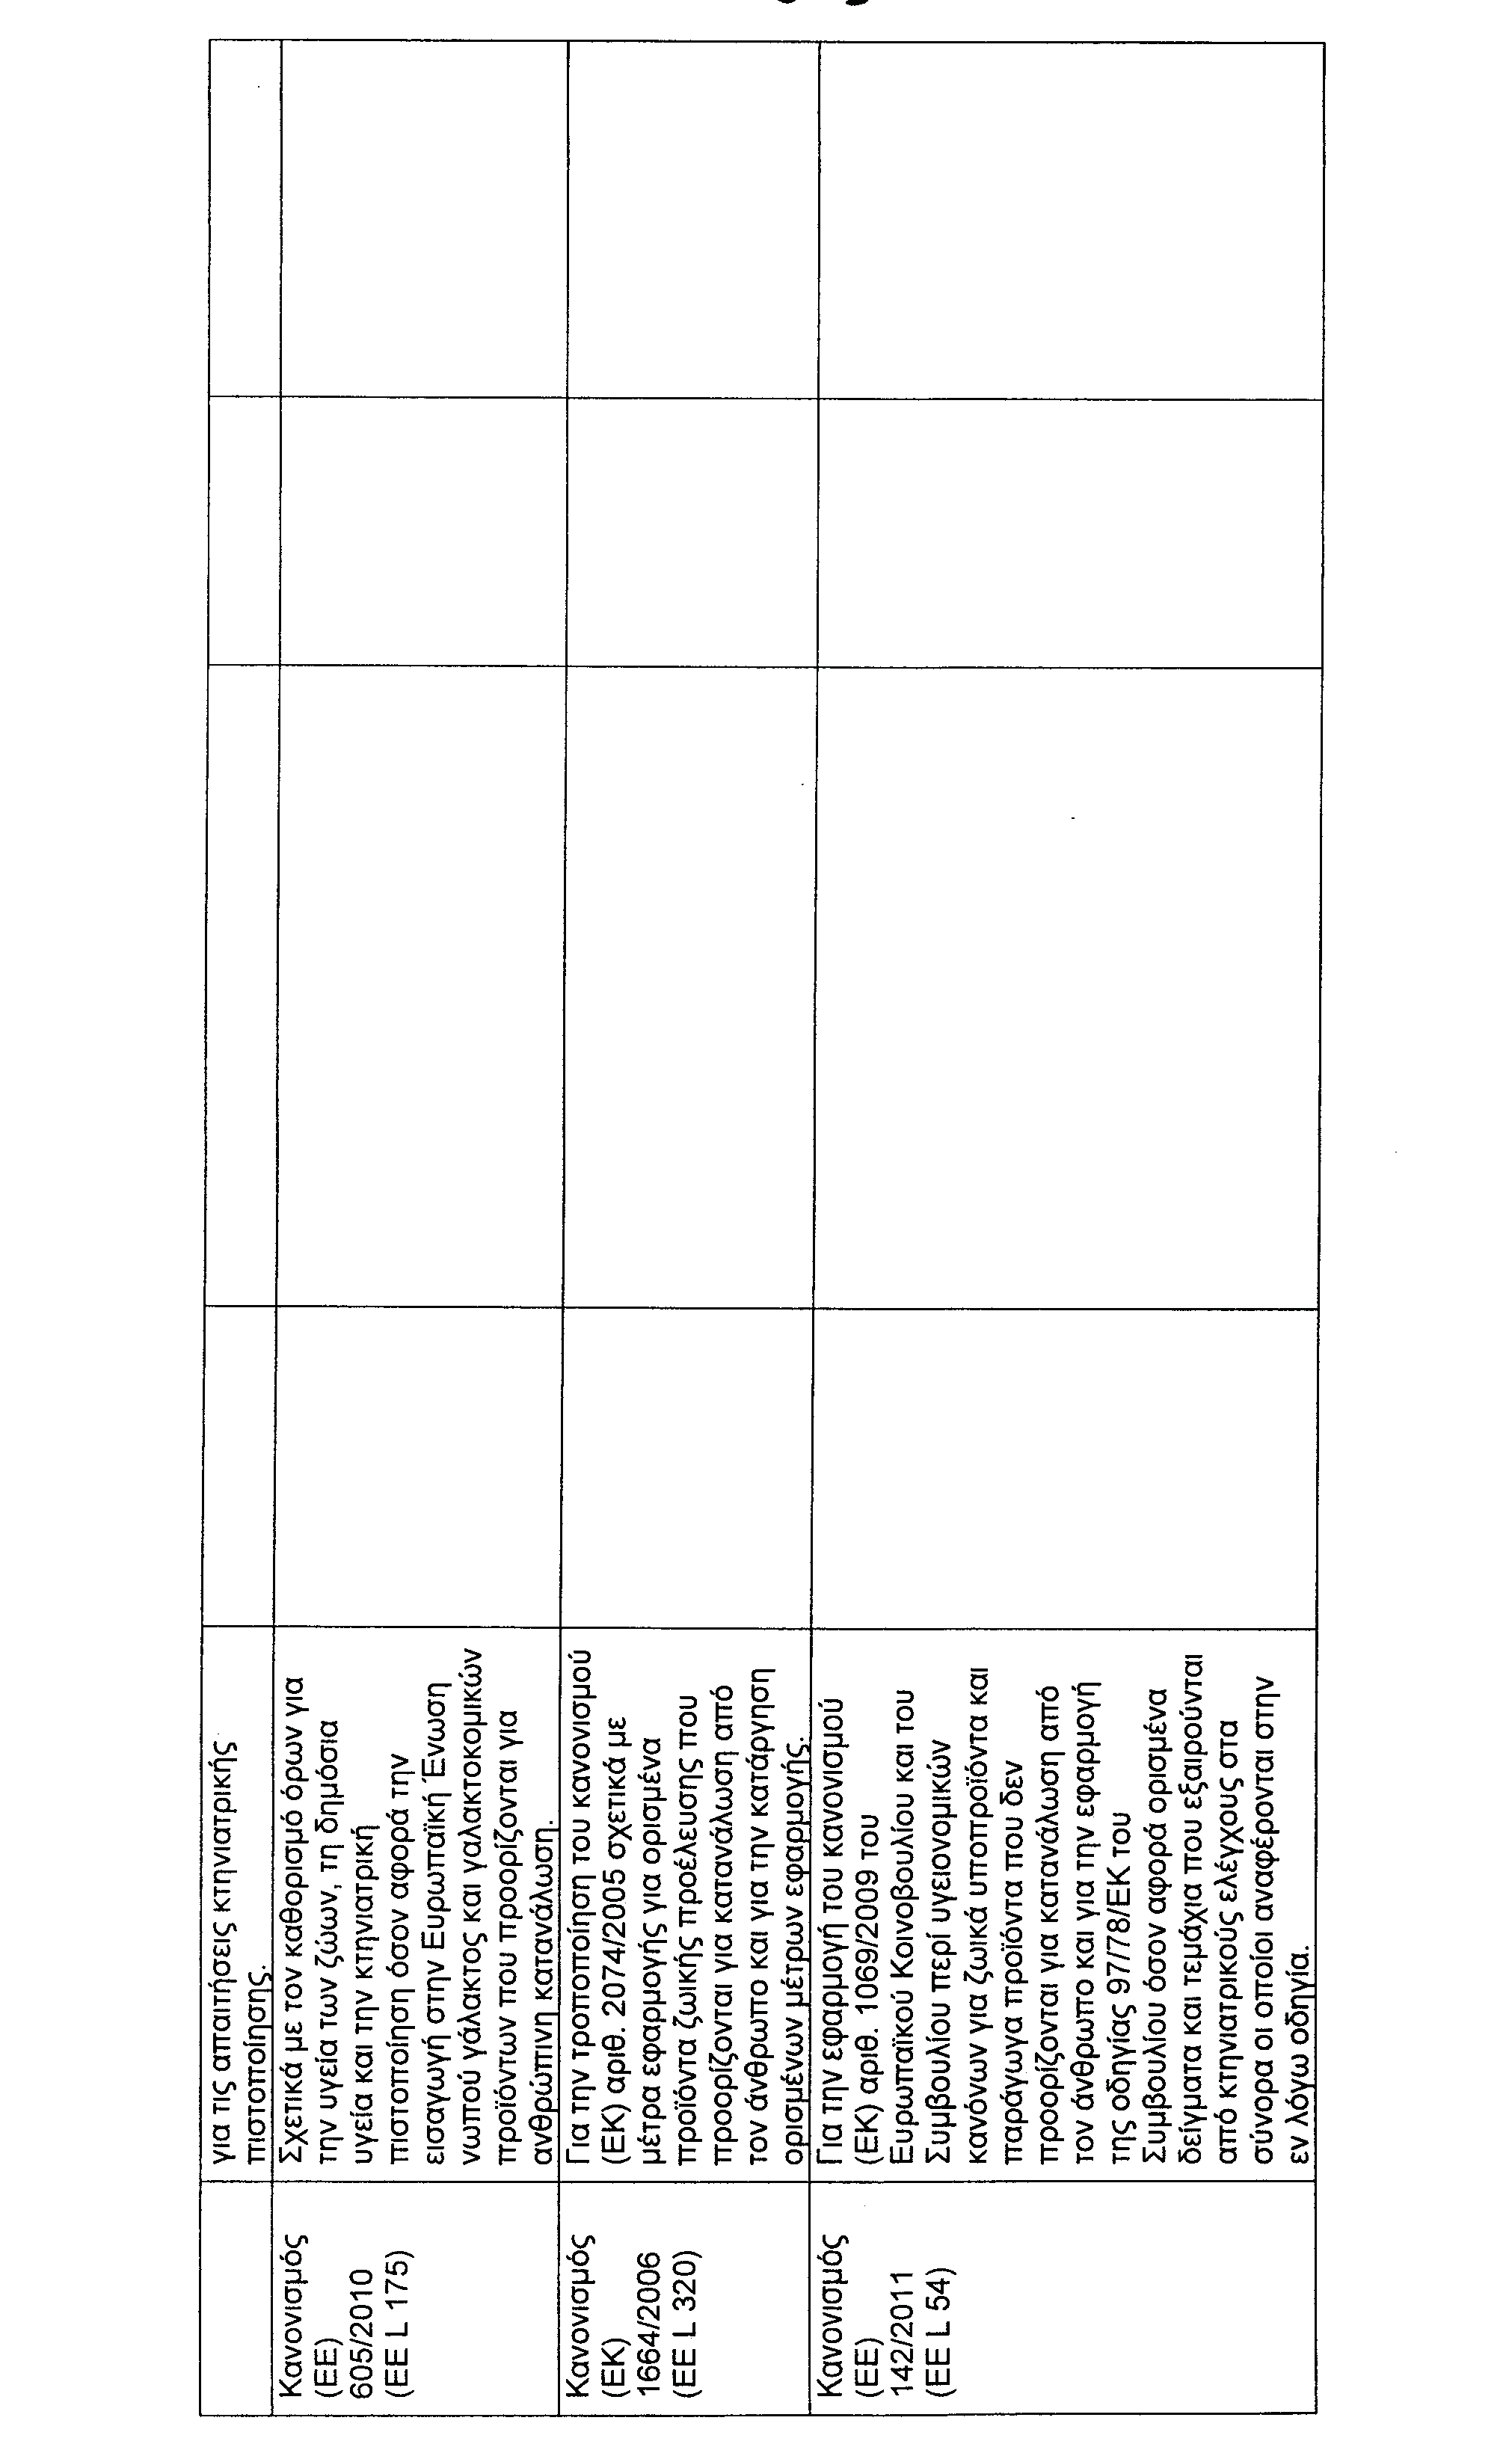 για τις απαιτήσεις κτηνιατρικής
πιστοποίησης.
Κανονισμός
(ΕΕ)
605/2010
(ΕΕ L 175)
Σχετικά με τον καθορισμό όρων για
την υγεία των ζώων, τη δημόσια
υγεία και την κτηνιατρική
πιστοποίηση όσον αφορά την
εισαγωγή στην Ευρωπαϊκή Ένωση
νωπού γάλακτος και γαλακτοκομικών
προϊόντων που προορίζονται για
ανθρώπινη κατανάλωση.
Κανονισμός
(ΕΚ)
1664/2006
(ΕΕ L 320)
Για την τροποποίηση του κανονισμού
(ΕΚ) αριθ. 2074/2005 σχετικά με
μέτρα εφαρμογής για ορισμένα
προϊόντα ζωικής προέλευσης που
προορίζονται για κατανάλωση από
τον άνθρωπο και για την κατάργηση
ορισμένων μέτρων εφαρμογής.
Κανονισμός
(ΕΕ)
142/2011
(ΕΕ L 54)
Για την εφαρμογή του κανονισμού
(ΕΚ) αριθ. 1069/2009 του
Ευρωπαϊκού Κοινοβουλίου και του
Συμβουλίου περί υγειονομικών
κανόνων για ζωικά υποπροϊόντα και
παράγωγα προϊόντα που δεν
προορίζονται για κατανάλωση από
τον άνθρωπο και για την εφαρμογή
της οδηγίας 97/78/ΕΚ του
Συμβουλίου όσον αφορά ορισμένα
δείγματα και τεμάχια που εξαιρούνται
από κτηνιατρικούς ελέγχους στα
σύνορα οι οποίοι αναφέρονται στην
εν λόγω οδηγία.